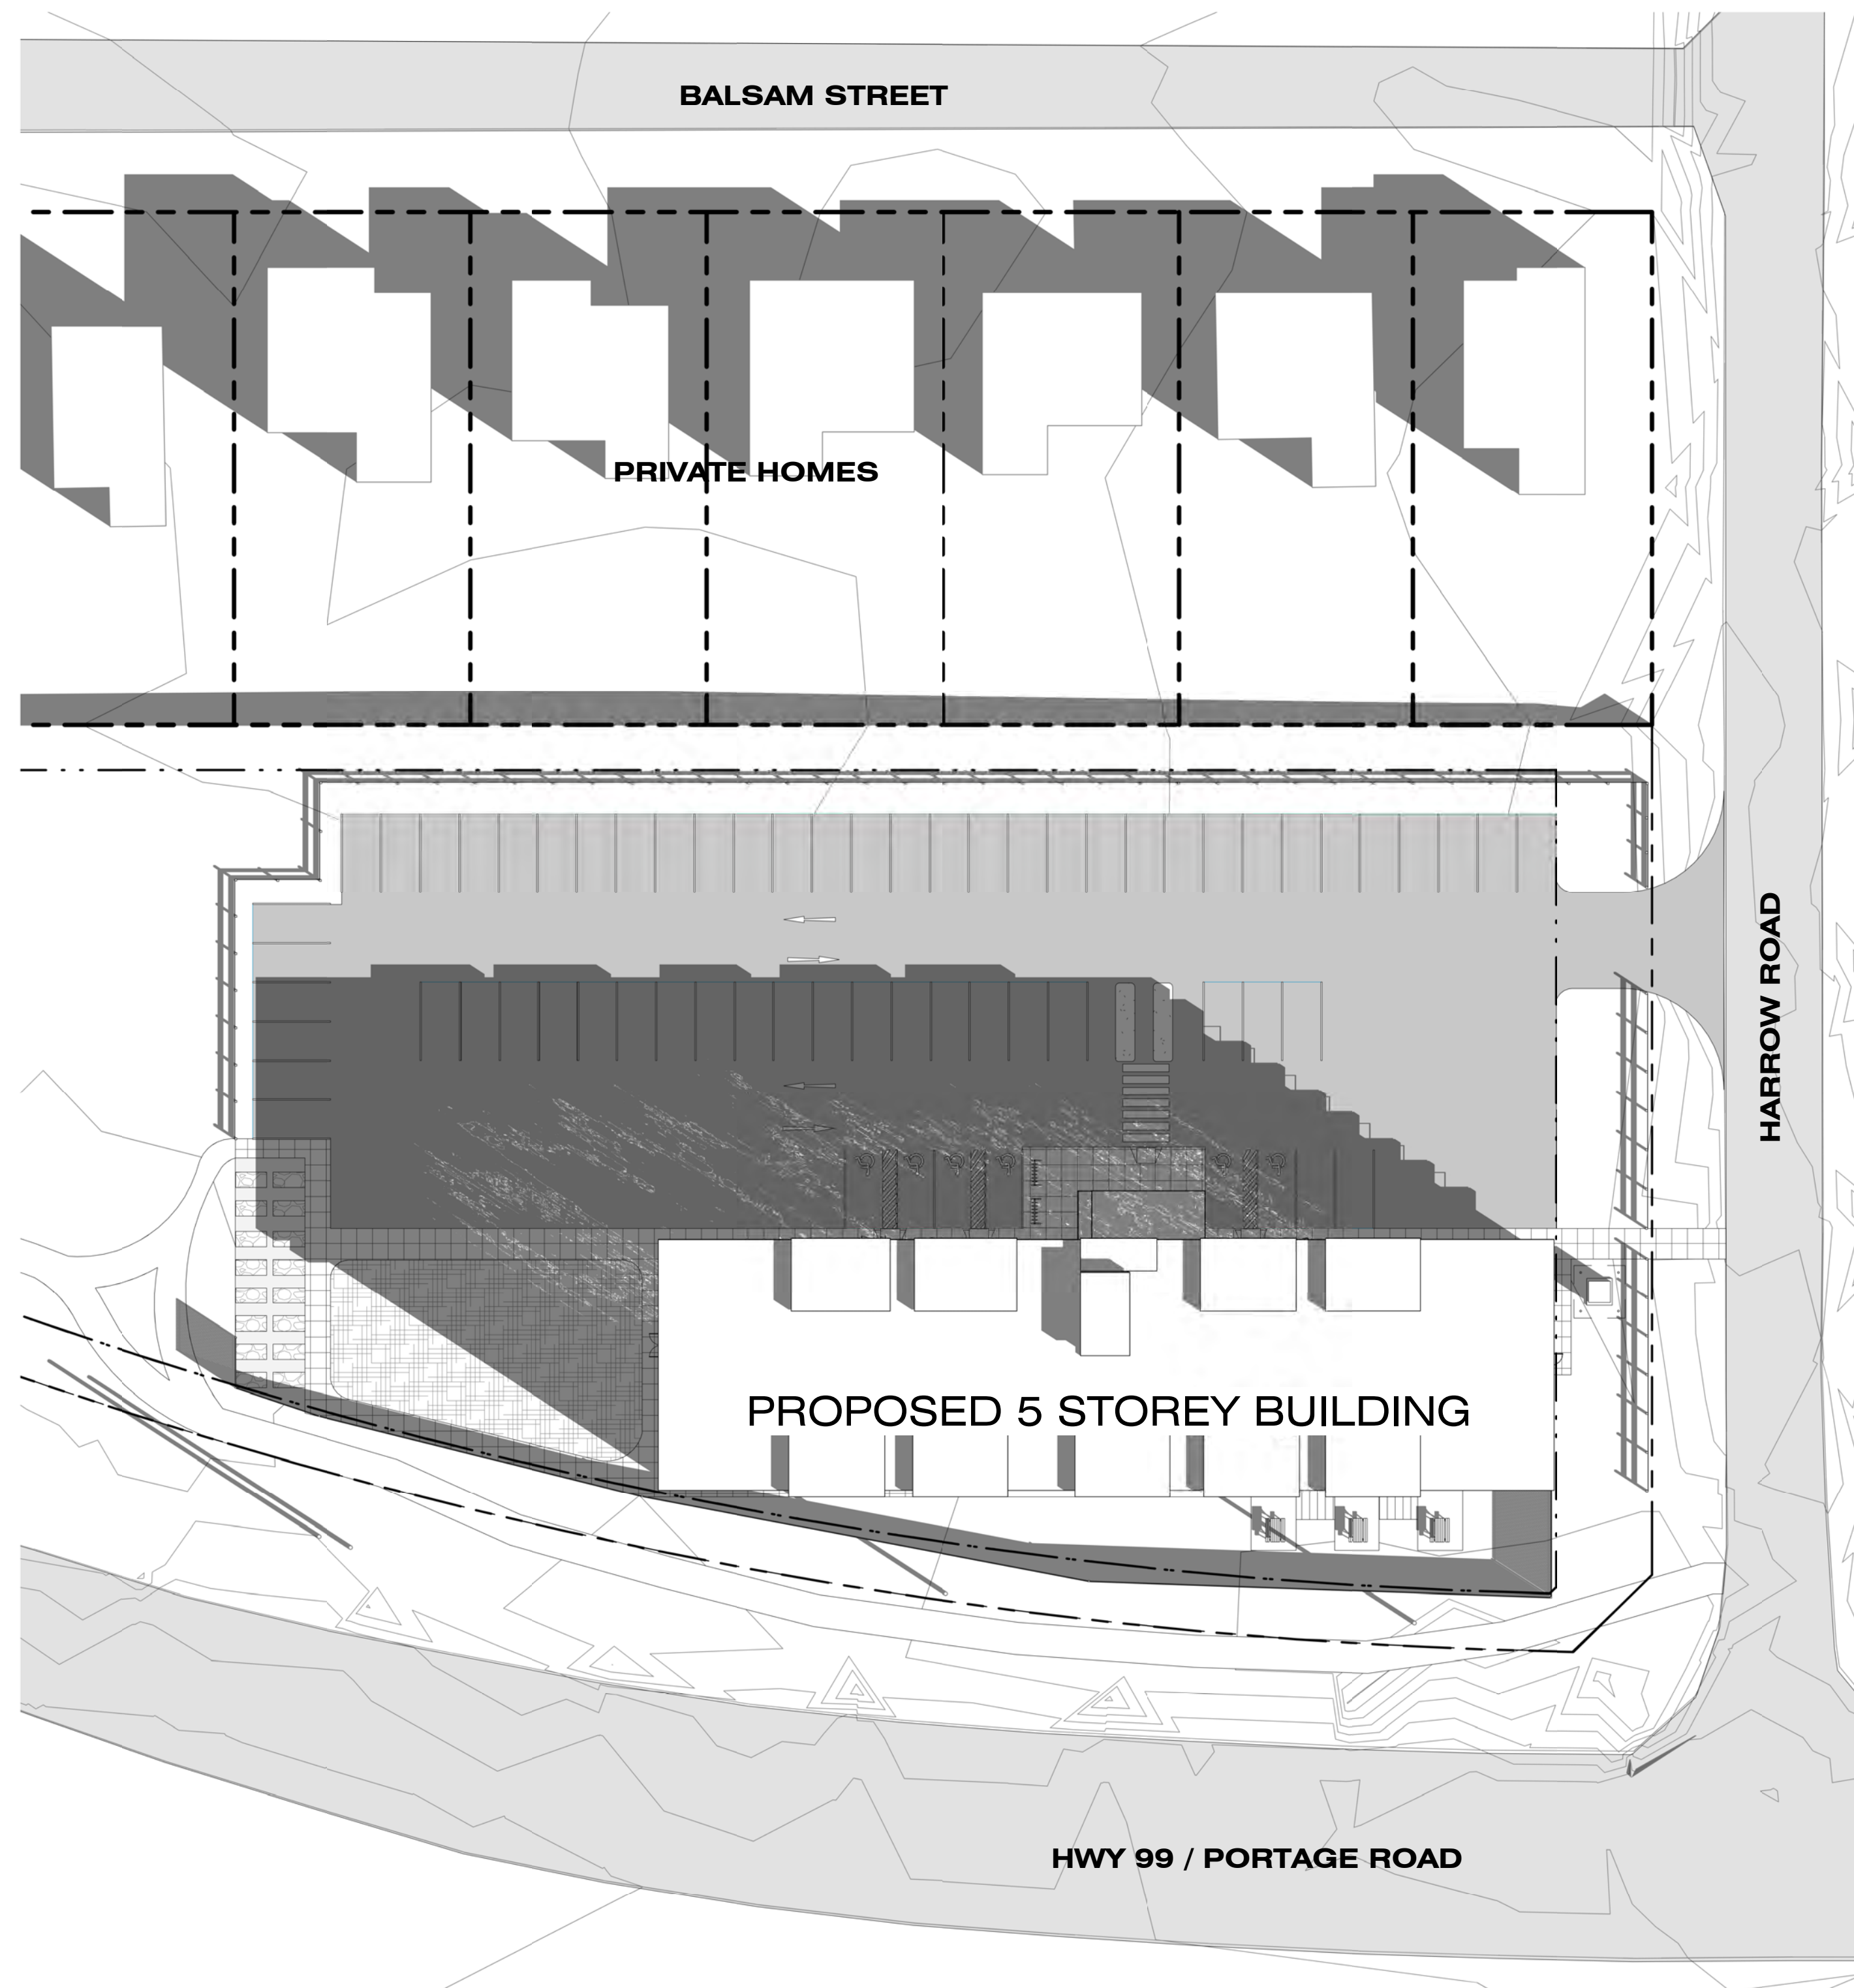 BALSAM STREET
PRIVATE HOMES
HARROW ROAD
PROPOSED 5 STOREY BUILDING
HWY 99 / PORTAGE ROAD